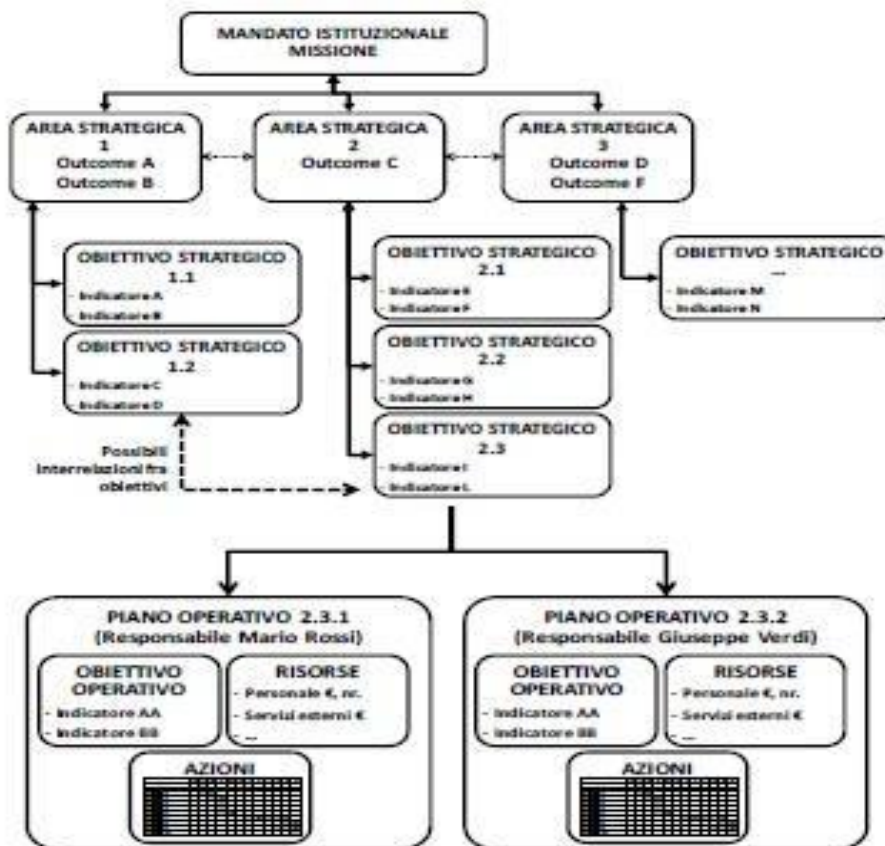 MANDATO ISTITUZIONALE
MISSIONE
AREA STRATEGICA
1
Outcome A
Outcome B
AREA STRATEGICA
2
Outcome C
AREA STRATEGICA
3
Outcome D
Outcome F
OBIETTIVO STRATEGICO
1.1
- Indicatore A
- Indicatore B
OBIETTIVO STRATEGICO
1.2
- Indicatore C
- Indicatore D
OBIETTIVO STRATEGICO
2.1
- Indicatore E
- Indicatore F
OBIETTIVO STRATEGICO
2.2
- Indicatore G
- Indicatore H
OBIETTIVO STRATEGICO
2.3
- Indicatore I
- Indicatore L
OBIETTIVO STRATEGICO
...
- Indicatore M
- Indicatore N
Possibili
interrelazioni fra
obiettivi
PIANO OPERATIVO 2.3.1
(Responsabile Mario Rossi)
OBIETTIVO
OPERATIVO
- Indicatore AA
- Indicatore BB
RISORSE
- Personale €, nr.
- Servizi esterni €
- ...
AZIONI
PIANO OPERATIVO 2.3.2
(Responsabile Giuseppe Verdi)
OBIETTIVO
OPERATIVO
- Indicatore AA
- Indicatore BB
RISORSE
- Personale €, nr.
- Servizi esterni €
- ...
AZIONI